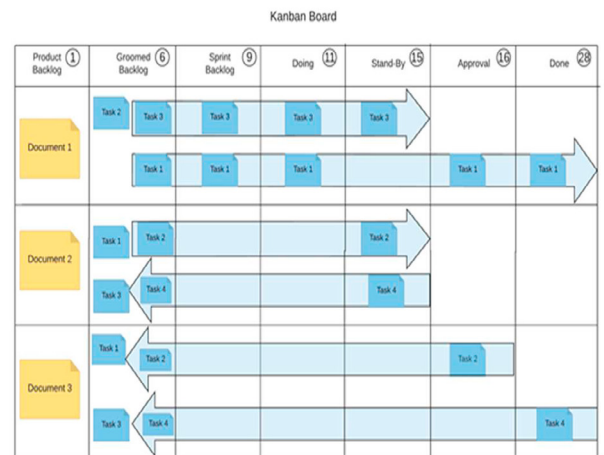 Kanban Board
Product Backlog 1
Groomed Backlog 6
Sprint Backlog 9
Doing 11
Stand-By 15
Approval 16
Done 28
Document 1
Task 2
Task 3
Task 3
Task 3
Task 3
Task 1
Task 1
Task 1
Task 1
Task 1
Document 2
Task 1
Task 2
Task 2
Task 3
Task 4
Task 4
Document 3
Task 1
Task 2
Task 2
Task 3
Task 4
Task 4